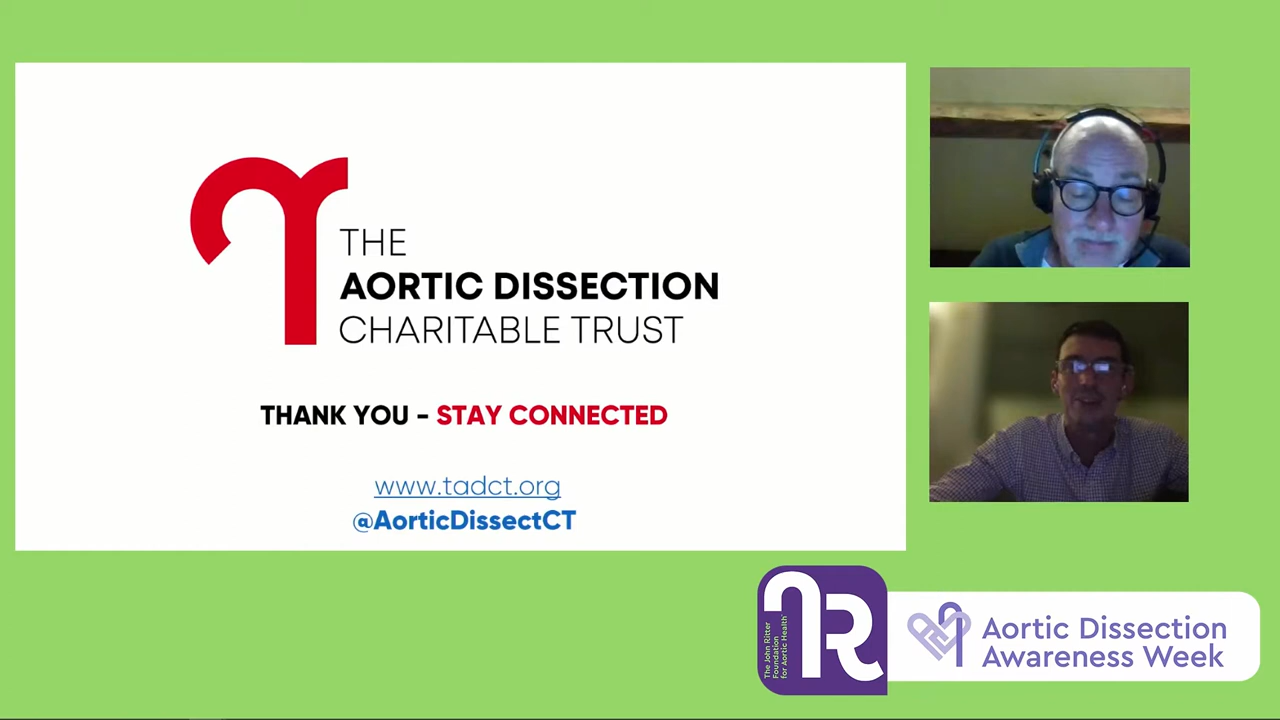 THE
AORTIC DISSECTION
CHARITABLE TRUST
THANK YOU - STAY CONNECTED
www.tadct.org
@AorticDissectCT
The John Ritter
Foundation
for Aortic Health
R
Aortic Dissection
Awareness Week